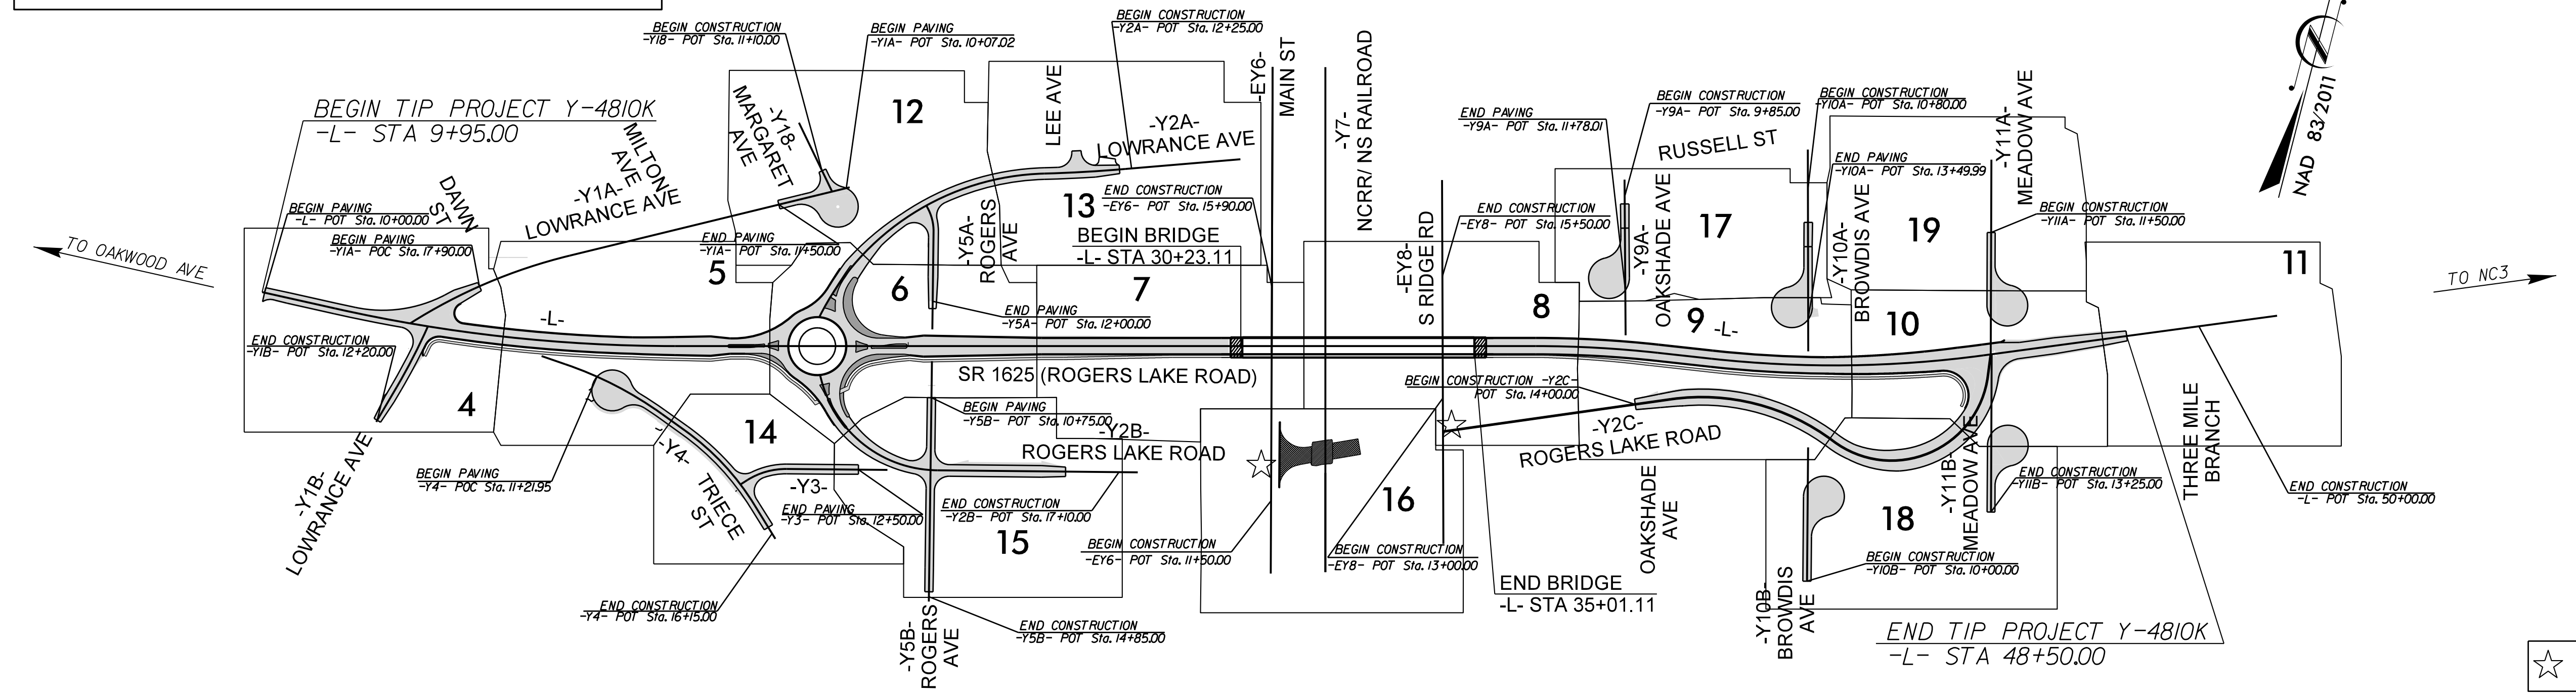 BEGIN CONSTRUCTION
-Y18- POT Sta. 11+10.00
BEGIN PAVING
-Y1A- POT Sta. 10+07.02
BEGIN CONSTRUCTION
-Y2A- POT Sta. 12+25.00
BEGIN TIP PROJECT Y-4810K
-L- STA 9+95.00
MILTONE
AVE
-Y18-
MARGARET
AVE
12
LEE AVE
-Y2A-
LOWRANCE AVE
-EY6-
MAIN ST
-Y7-
NCRR/ NS RAILROAD
END PAVING
-Y9A- POT Sta. 11+78.01
BEGIN CONSTRUCTION
-Y9A- POT Sta. 9+85.00
BEGIN CONSTRUCTION
-Y10A- POT Sta. 10+80.00
RUSSELL ST
END PAVING
-Y10A- POT Sta. 13+49.99
-Y11A-
MEADOW AVE
NAD 83/2011
DAWN
ST
-Y1A-
LOWRANCE AVE
BEGIN PAVING
-L- POT Sta. 10+00.00
BEGIN PAVING
-Y1A- POC Sta. 17+90.00
TO OAKWOOD AVE
END PAVING
-Y1A- POT Sta. 11+50.00
5
6
-Y5A-
ROGERS
AVE
13
END CONSTRUCTION
-EY6- POT Sta. 15+90.00
BEGIN BRIDGE
-L- STA 30+23.11
7
-EY8-
S RIDGE RD
END CONSTRUCTION
-EY8- POT Sta. 15+50.00
8
-Y9A-
OAKSHADE AVE
17
-Y10A-
BROWDIS AVE
19
BEGIN CONSTRUCTION
-Y11A- POT Sta. 11+50.00
11
TO NC3
END PAVING
-Y5A- POT Sta. 12+00.00
-L-
9
-L-
10
END CONSTRUCTION
-Y1B- POT Sta. 12+20.00
4
SR 1625 (ROGERS LAKE ROAD)
BEGIN CONSTRUCTION -Y2C-
POT Sta. 14+00.00
-Y2C-
ROGERS LAKE ROAD
THREE MILE
BRANCH
-Y1B-
LOWRANCE AVE
14
BEGIN PAVING
-Y5B- POT Sta. 10+75.00
-Y2B-
ROGERS LAKE ROAD
BEGIN PAVING
-Y4- POC Sta. 11+21.95
-Y4-
TRIECE
ST
-Y3-
END PAVING
-Y3- POT Sta. 12+50.00
END CONSTRUCTION
-Y2B- POT Sta. 17+10.00
15
16
OAKSHADE
AVE
18
-Y11B-
MEADOW AVE
END CONSTRUCTION
-Y11B- POT Sta. 13+25.00
END CONSTRUCTION
-L- POT Sta. 50+00.00
BEGIN CONSTRUCTION
-EY6- POT Sta. 11+50.00
BEGIN CONSTRUCTION
-EY8- POT Sta. 13+00.00
END BRIDGE
-L- STA 35+01.11
BEGIN CONSTRUCTION
-Y10B- POT Sta. 10+00.00
-Y10B-
BROWDIS
AVE
END CONSTRUCTION
-Y4- POT Sta. 16+15.00
-Y5B-
ROGERS
AVE
END CONSTRUCTION
-Y5B- POT Sta. 14+85.00
END TIP PROJECT Y-4810K
-L- STA 48+50.00